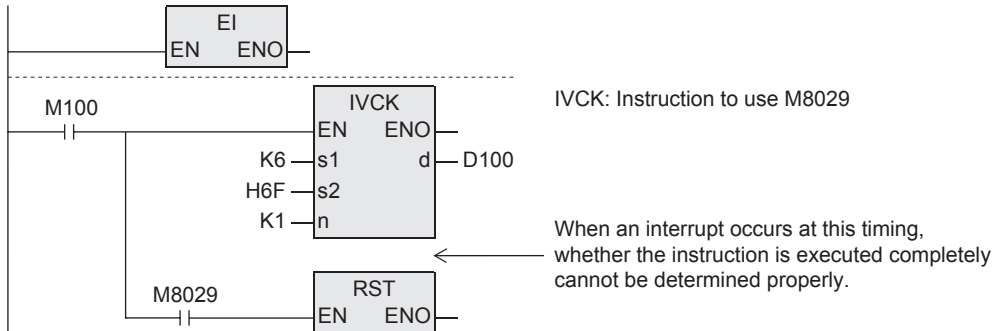 EI
EN ENO
M100
IVCK
EN ENO
K6 s1 d D100
H6F s2
K1 n
IVCK: Instruction to use M8029
When an interrupt occurs at this timing,
whether the instruction is executed completely
cannot be determined properly.
M8029
RST
EN ENO